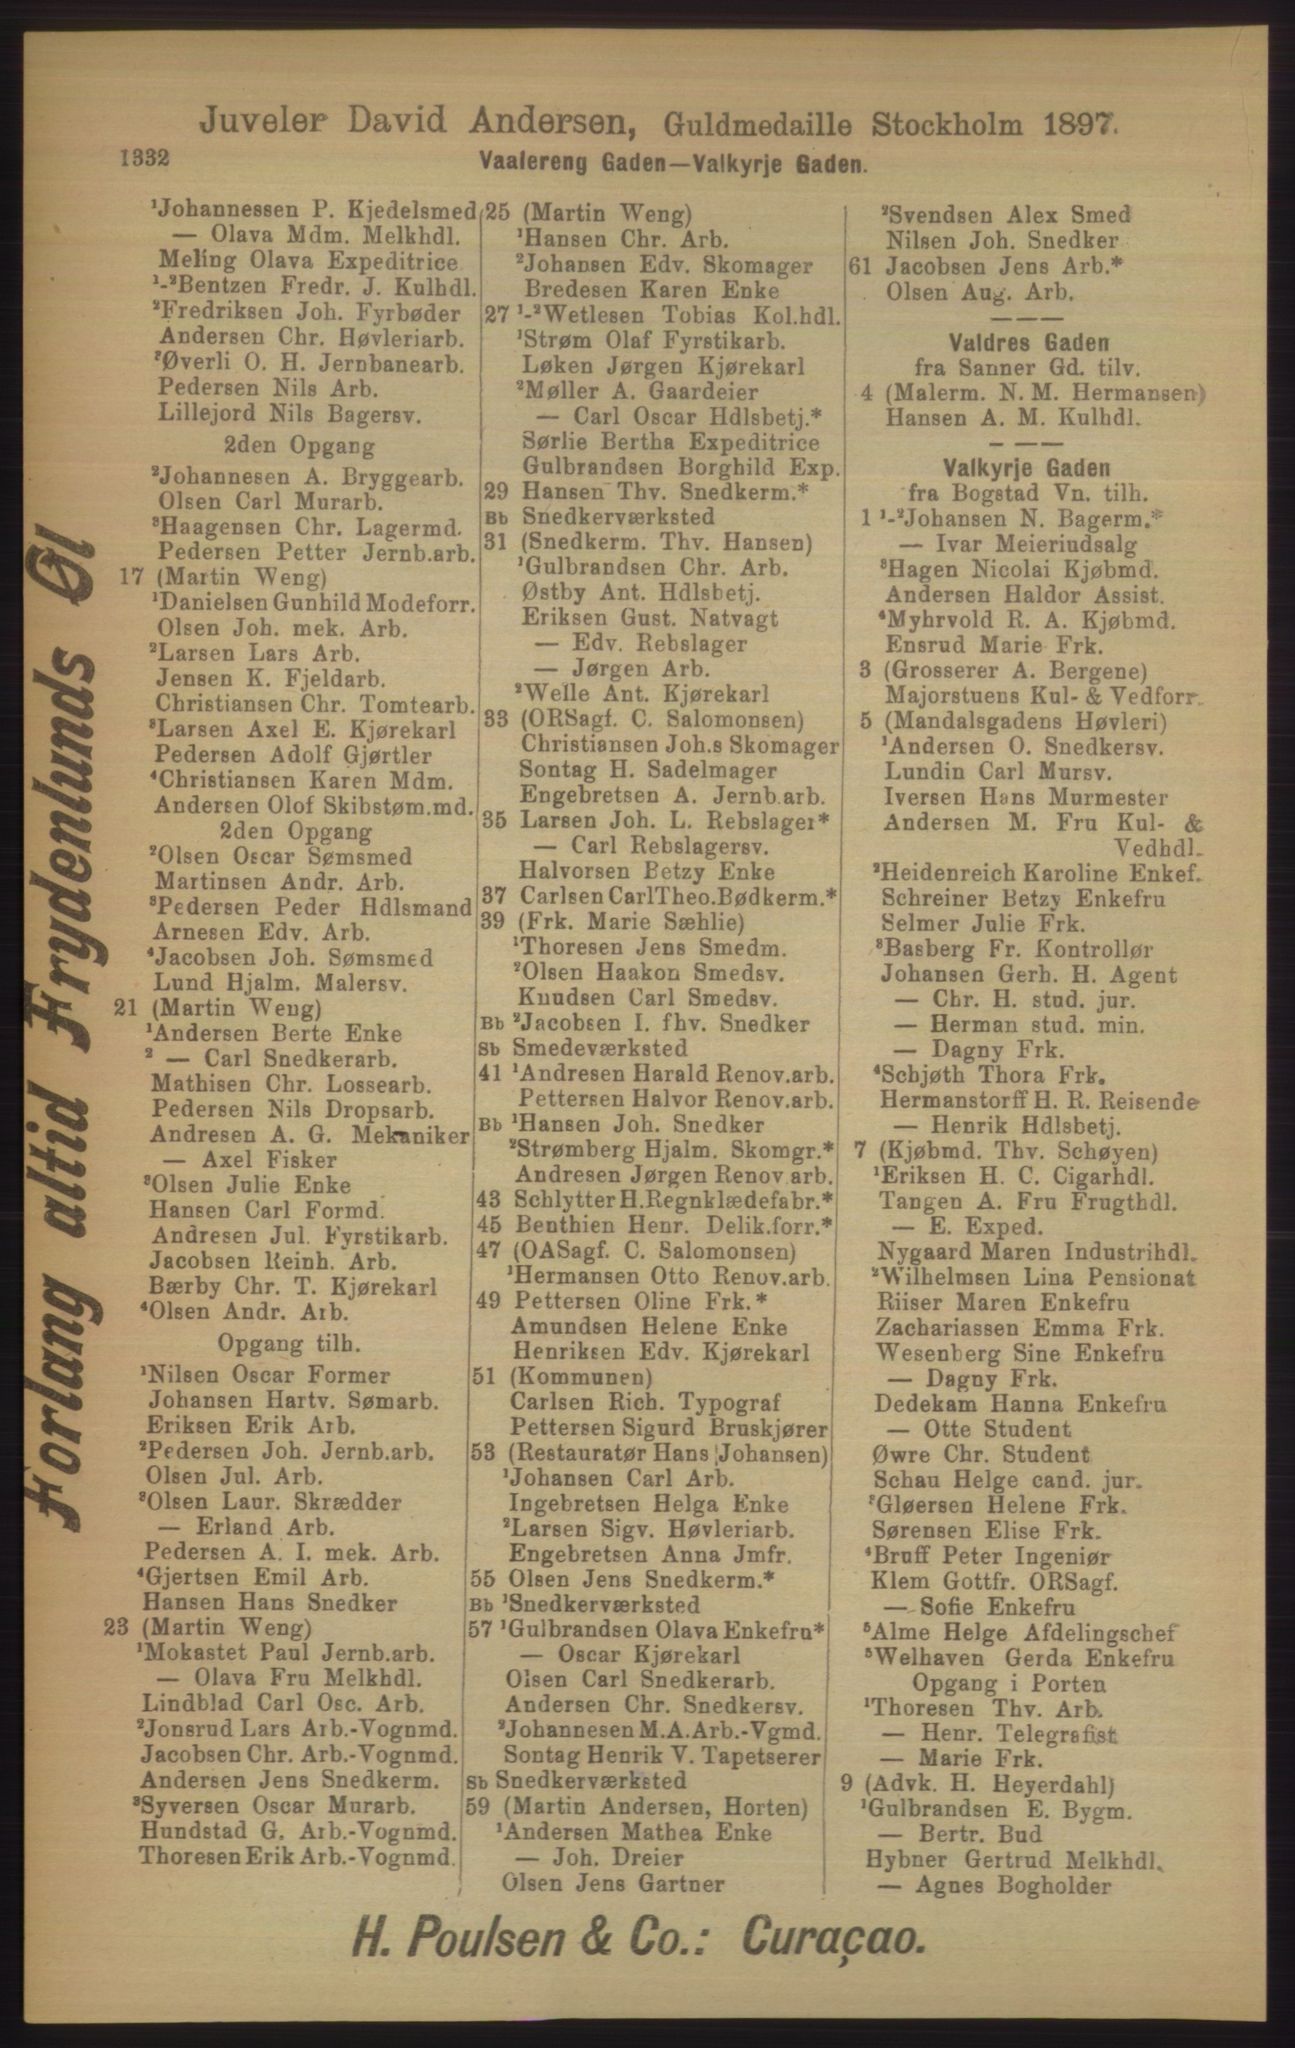 Juveler David Andersen, Guldmedaille Stockholm 1897.
1332
Vaalereng Gaden—Valkyrje Gaden.
¹Johannessen P. Kjedelsmed
— Olava Mdm. Melkhdl.
Meling Olava Expeditrice
¹-²Bentzen Fredr. J. Kulhdl.
²Fredriksen Joh. Fyrbøder
Andersen Chr. Høvleriarb.
²Øverli O. H. Jernbanearb.
Pedersen Nils Arb.
Lillejord Nils Bagersv.
2den Opgang
²Johannesen A. Bryggearb.
Olsen Carl Murarb.
³Haagensen Chr. Lagermd.
Pedersen Petter Jernb.arb.
17 (Martin Weng)
¹Danielsen Gunhild Modeforr.
Olsen Joh. mek. Arb.
²Larsen Lars Arb.
Jensen K. Fjeldarb.
Christiansen Chr. Tomtearb.
³Larsen Axel E. Kjørekarl
Pedersen Adolf Gjørtler
⁴Christiansen Karen Mdm.
Andersen Olof Skibstøm.md.
2den Opgang
²Olsen Oscar Sømsmed
Martinsen Andr. Arb.
³Pedersen Peder Hdlsmand
Arnesen Edv. Arb.
⁴Jacobsen Joh. Sømsmed
Lund Hjalm. Malersv.
21 (Martin Weng)
¹Andersen Berte Enke
² — Carl Snedkerarb.
Mathisen Chr. Lossearb.
Pedersen Nils Dropsarb.
Andresen A. G. Mekaniker
— Axel Fisker
³Olsen Julie Enke
Hansen Carl Formd.
Andresen Jul. Fyrstikarb.
Jacobsen Reinh. Arb.
Bærby Chr. T. Kjørekarl
⁴Olsen Andr. Arb.
Opgang tilh.
¹Nilsen Oscar Former
Johansen Hartv. Sømarb.
Eriksen Erik Arb.
²Pedersen Joh. Jernb.arb.
Olsen Jul. Arb.
³Olsen Laur. Skrædder
— Erland Arb.
Pedersen A. I. mek. Arb.
⁴Gjertsen Emil Arb.
Hansen Hans Snedker
23 (Martin Weng)
¹Mokastet Paul Jernb.arb.
— Olava Fru Melkhdl.
Lindblad Carl Osc. Arb.
²Jonsrud Lars Arb.-Vognmd.
Jacobsen Chr. Arb.-Vognmd.
Andersen Jens Snedkerm.
³Syversen Oscar Murarb.
Hundstad G. Arb.-Vognmd.
Thoresen Erik Arb.-Vognmd.
25 (Martin Weng)
¹Hansen Chr. Arb.
²Johansen Edv. Skomager
Bredesen Karen Enke
27 ¹-²Wetlesen Tobias Kol.hdl.
¹Strøm Olaf Fyrstikarb.
Løken Jørgen Kjørekarl
²Møller A. Gaardeier
— Carl Oscar Hdlsbetj.*
Sørlie Bertha Expeditrice
Gulbrandsen Borghild Exp.
29 Hansen Thv. Snedkerm.*
Bb Snedkerværksted
31 (Snedkerm. Thv. Hansen)
¹Gulbrandsen Chr. Arb.
Østby Ant. Hdlsbetj.
Eriksen Gust. Natvagt
— Edv. Rebslager
— Jørgen Arb.
²Welle Ant. Kjørekarl
33 (ORSagf. C. Salomonsen)
Christiansen Joh.s Skomager
Sontag H. Sadelmager
Engebretsen A. Jernb.arb.
35 Larsen Joh. L. Rebslager*
— Carl Rebslagersv.
Halvorsen Betzy Enke
37 Carlsen Carl Theo. Bødkerm.*
39 (Frk. Marie Sæhlie)
¹Thoresen Jens Smedm.
²Olsen Haakon Smedsv.
Knudsen Carl Smedsv.
Bb ²Jacobsen I. fhv. Snedker
Sb Smedeværksted
41 ¹Andresen Harald Renov.arb.
Pettersen Halvor Renov.arb.
Bb ¹Hansen Joh. Snedker
²Strømberg Hjalm. Skomgr.*
Andresen Jørgen Renov.arb.
43 Schlytter H. Regnklædefabr.*
45 Benthien Henr. Delik.forr.*
47 (OASagf. C. Salomonsen)
¹Hermansen Otto Renov.arb.
49 Pettersen Oline Frk.*
Amundsen Helene Enke
Henriksen Edv. Kjørekarl
51 (Kommunen)
Carlsen Rich. Typograf
Pettersen Sigurd Bruskjører
53 (Restauratør Hans Johansen)
¹Johansen Carl Arb.
Ingebretsen Helga Enke
²Larsen Sigv. Høvleriarb.
Engebretsen Anna Jmfr.
55 Olsen Jens Snedkerm.*
Bb ¹Snedkerværksted
57 ¹Gulbrandsen Olava Enkefru*
— Oscar Kjørekarl
Olsen Carl Snedkerarb.
Andersen Chr. Snedkersv.
²Johannesen M. A. Arb.-Vgmd.
Sontag Henrik V. Tapetserer
Sb Snedkerværksted
59 (Martin Andersen, Horten)
¹Andersen Mathea Enke
— Joh. Dreier
Olsen Jens Gartner
²Svendsen Alex Smed
Nilsen Joh. Snedker
61 Jacobsen Jens Arb.*
Olsen Aug. Arb.
Valdres Gaden
fra Sanner Gd. tilv.
4 (Malerm. N. M. Hermansen)
Hansen A. M. Kulhdl.
Valkyrje Gaden
fra Bogstad Vn. tilh.
1 ¹-²Johansen N. Bagerm.*
— Ivar Meieriudsalg
³Hagen Nicolai Kjøbmd.
Andersen Haldor Assist.
⁴Myhrvold R. A. Kjøbmd.
Ensrud Marie Frk.
3 (Grosserer A. Bergene)
Majorstuens Kul- & Vedforr.
5 (Mandalsgadens Høvleri)
¹Andersen O. Snedkersv.
Lundin Carl Mursv.
Iversen Hans Murmester
Andersen M. Fru Kul- &
Vedhdl.
²Heidenreich Karoline Enkef.
Schreiner Betzy Enkefru
Selmer Julie Frk.
³Basberg Fr. Kontrollør
Johansen Gerh. H. Agent
— Chr. H. stud. jur.
— Herman stud. min.
— Dagny Frk.
⁴Schjøth Thora Frk.
Hermanstorff H. R. Reisende
— Henrik Hdlsbetj.
7 (Kjøbmd. Thv. Schøyen)
¹Eriksen H. C. Cigarhdl.
Tangen A. Fru Frugthdl.
— E. Exped.
Nygaard Maren Industrihdl.
²Wilhelmsen Lina Pensionat
Riiser Maren Enkefru
Zachariassen Emma Frk.
Wesenberg Sine Enkefru
— Dagny Frk.
Dedekam Hanna Enkefru
— Otte Student
Øwre Chr. Student
Schau Helge cand. jur.
³Gløersen Helene Frk.
Sørensen Elise Frk.
⁴Bruff Peter Ingeniør
Klem Gottfr. ORSagf.
— Sofie Enkefru
⁵Alme Helge Afdelingschef
⁵Welhaven Gerda Enkefru
Opgang i Porten
¹Thoresen Thv. Arb.
— Henr. Telegrafist
— Marie Frk.
9 (Advk. H. Heyerdahl)
¹Gulbrandsen E. Bygm.
— Bertr. Bud
Hybner Gertrud Melkhdl.
— Agnes Bogholder
Forlang altid Frydenlunds Øl
H. Poulsen & Co.: Curaçao.